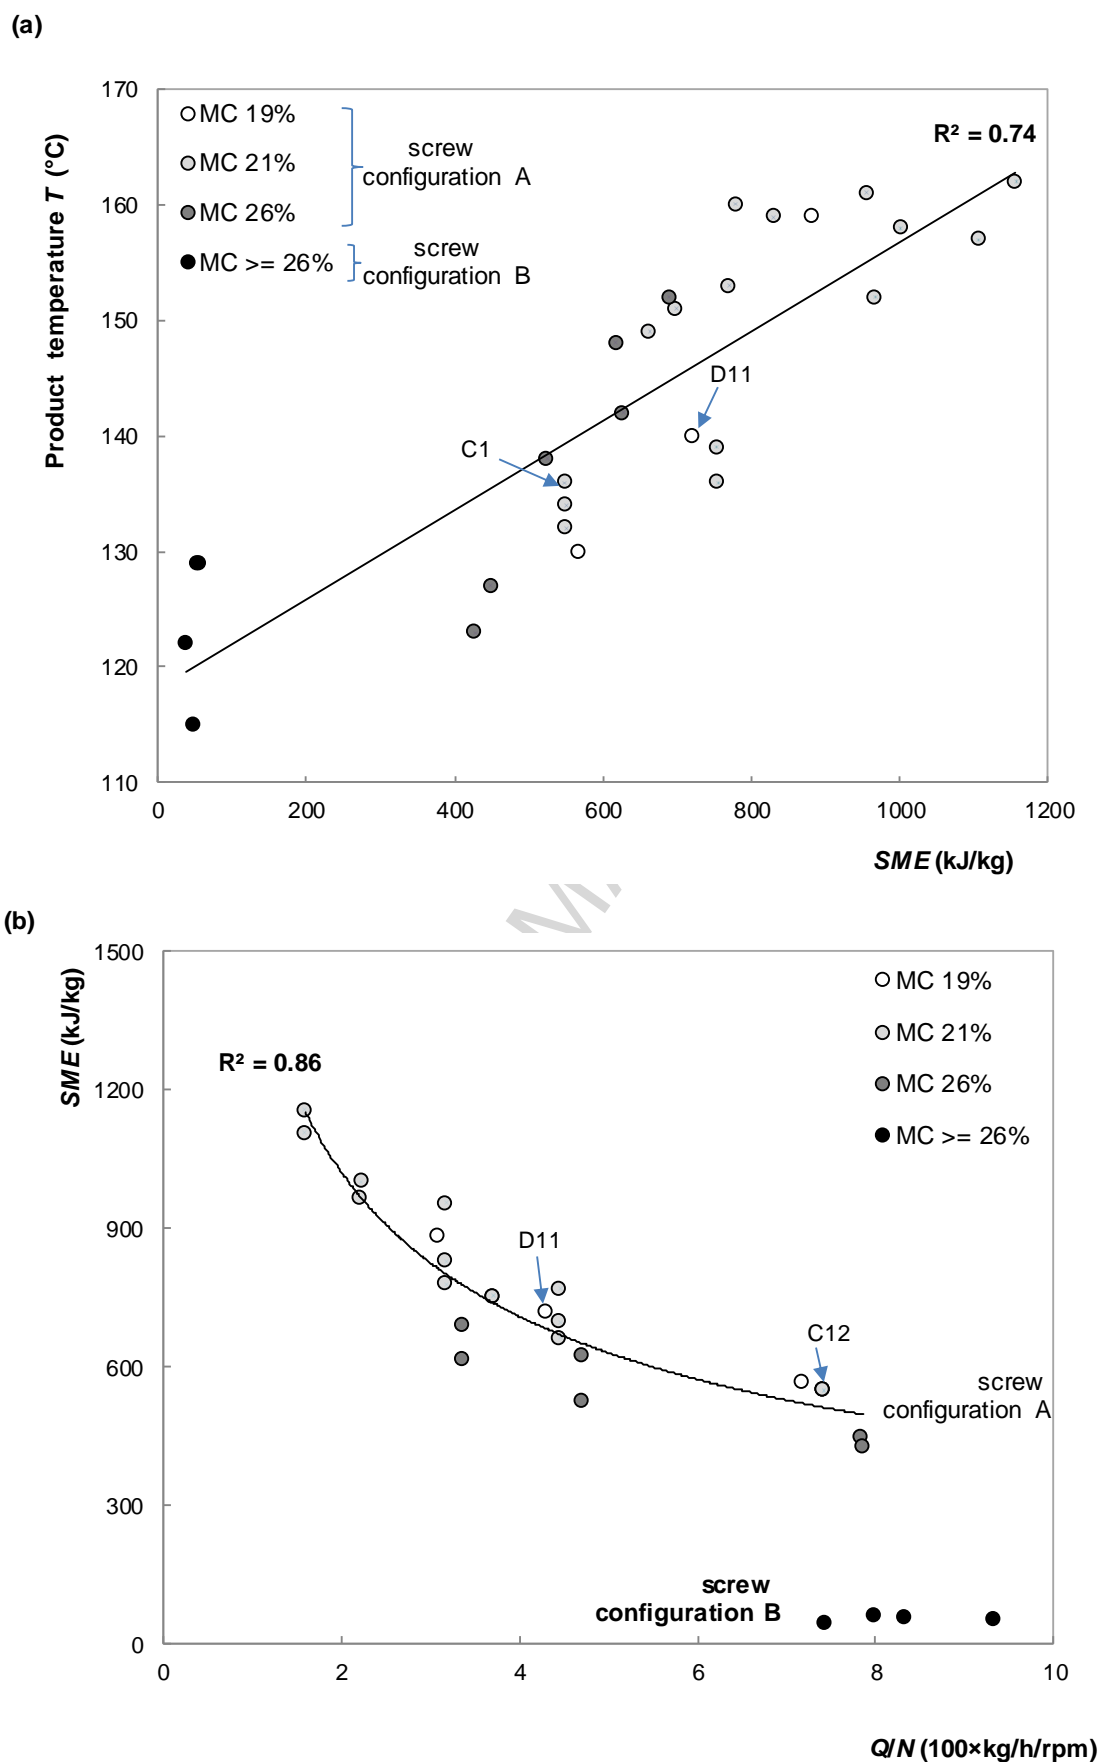 (a)
170
160
150
140
130
120
110
Product temperature T (°C)
MC 19%
MC 21%
MC 26%
MC >= 26%
screw
configuration A
screw
configuration B
R² = 0.74
D11
C1
0 200 400 600 800 1000 1200
SME (kJ/kg)
(b)
1500
1200
900
600
300
0
SME (kJ/kg)
R² = 0.86
MC 19%
MC 21%
MC 26%
MC >= 26%
D11
C12
screw
configuration A
screw
configuration B
0 2 4 6 8 10
Q/N (100×kg/h/rpm)